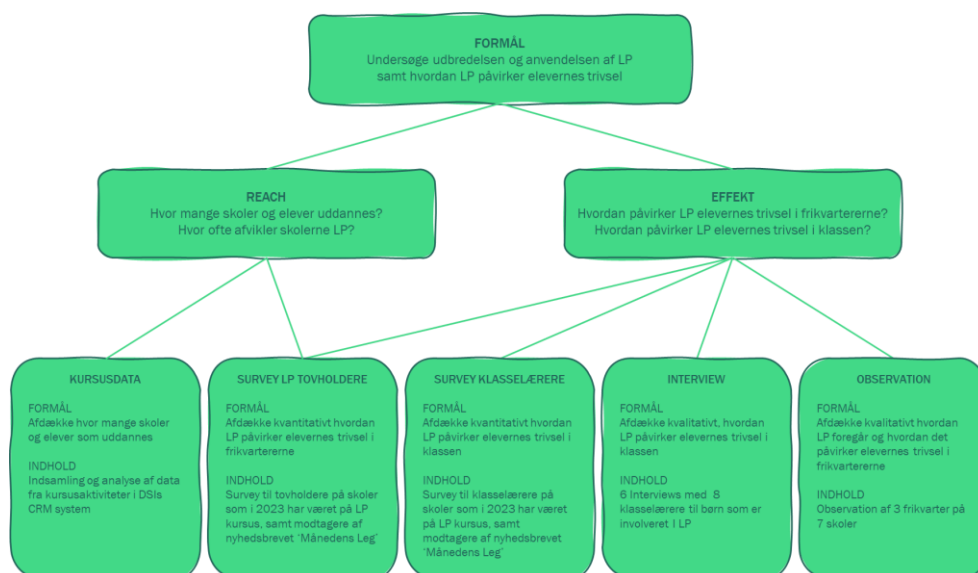 FORMÅL
Undersøge udbredelsen og anvendelsen af LP
samt hvordan LP påvirker elevernes trivsel
REACH
Hvor mange skoler og elever uddannes?
Hvor ofte afvikler skolerne LP?
EFFEKT
Hvordan påvirker LP elevernes trivsel i frikvartererne?
Hvordan påvirker LP elevernes trivsel i klassen?
KURSUSDATA
FORMÅL
Afdække hvor mange skoler
og elever som uddannes
INDHOLD
Indsamling og analyse af data
fra kursusaktiviteter i DSIs
CRM system
SURVEY LP TOVHOLDERE
FORMÅL
Afdække kvantitativt hvordan
LP påvirker elevernes trivsel i
frikvartererne
INDHOLD
Survey til tovholdere på skoler
som i 2023 har været på LP
kursus, samt modtagere af
nyhedsbrevet ‘Månedens Leg’
SURVEY KLASSELÆRERE
FORMÅL
Afdække kvantitativt hvordan
LP påvirker elevernes trivsel i
klassen
INDHOLD
Survey til klasselærere på
skoler som i 2023 har været
på LP kursus, samt
modtagere af nyhedsbrevet
‘Månedens Leg’
INTERVIEW
FORMÅL
Afdække kvalitativt, hvordan
LP påvirker elevernes trivsel i
klassen
INDHOLD
6 Interviews med 8
klasselærere til børn som er
involveret I LP
OBSERVATION
FORMÅL
Afdække kvalitativt hvordan
LP foregår og hvordan det
påvirker elevernes trivsel i
frikvartererne
INDHOLD
Observation af 3 frikvarter på
7 skoler